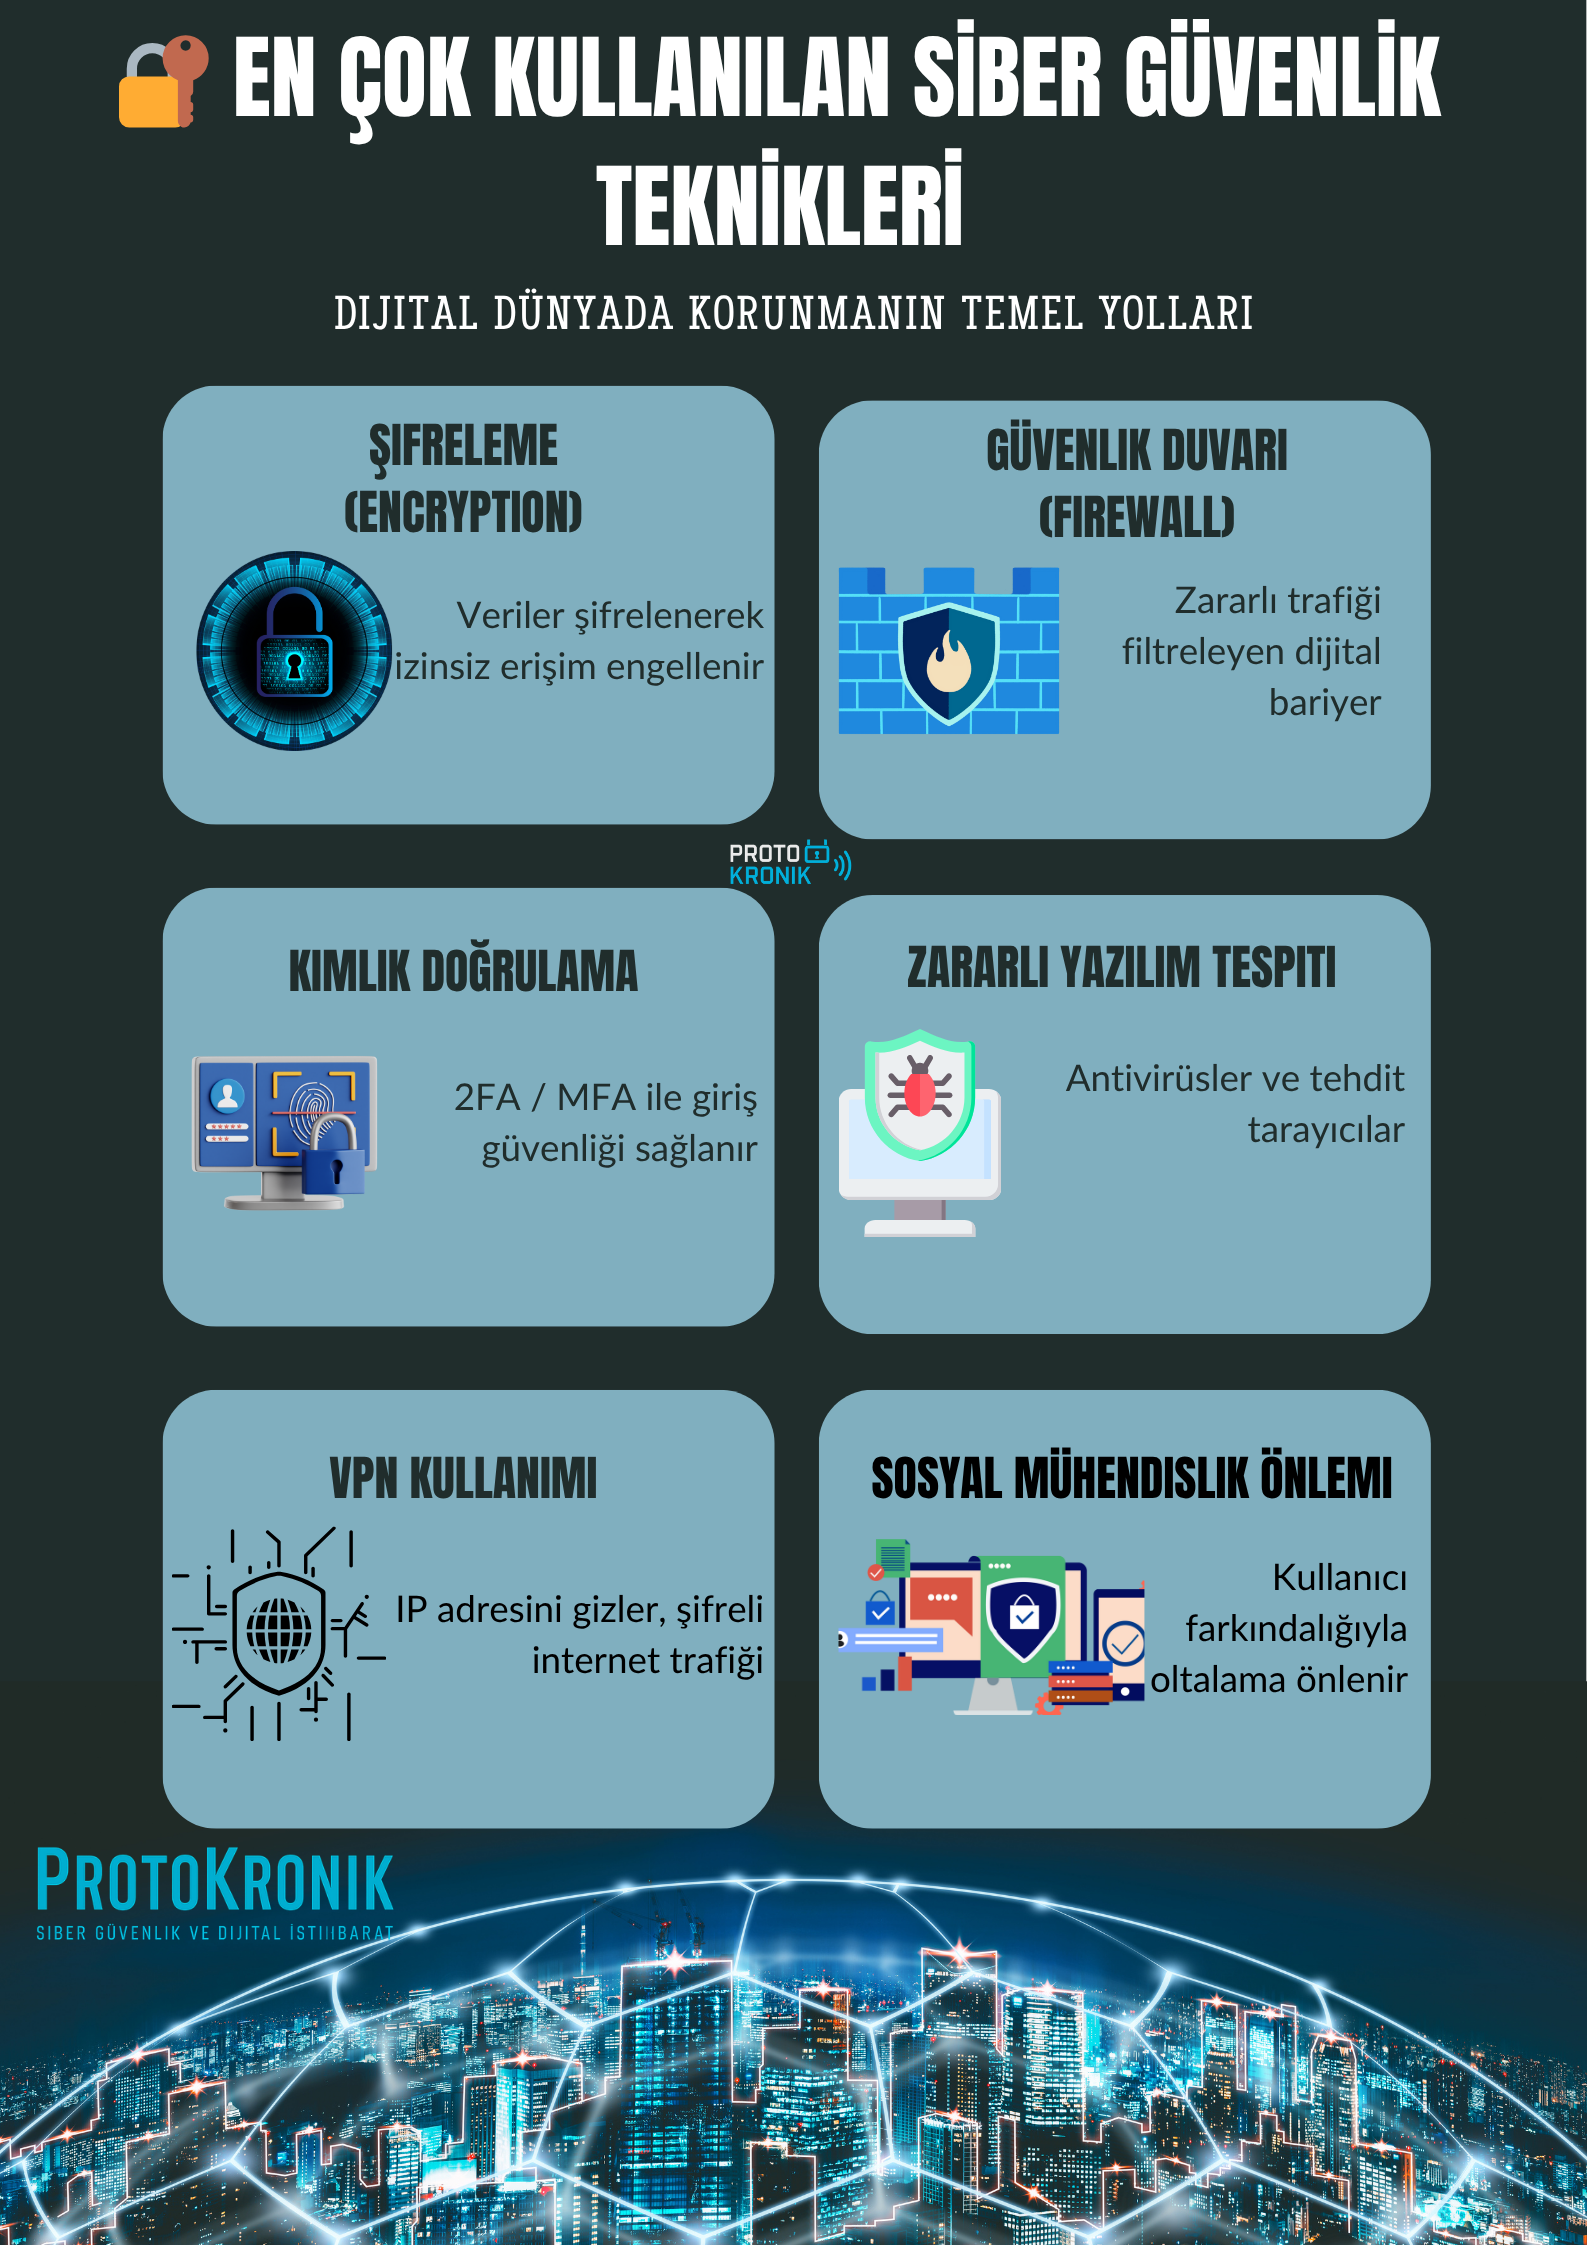 EN ÇOK KULLANILAN SİBER GÜVENLİK
TEKNİKLERİ
DIJITAL DÜNYADA KORUNMANIN TEMEL YOLLARI
ŞIFRELEME
(ENCRYPTION)
Veriler şifrelenerek
izinsiz erişim engellenir
GÜVENLIK DUVARI
(FIREWALL)
Zararlı trafiği
filtreleyen dijital
bariyer
PROTO
KRONIK
KIMLIK DOĞRULAMA
2FA / MFA ile giriş
güvenliği sağlanır
ZARARLI YAZILIM TESPITI
Antivirüsler ve tehdit
tarayıcılar
VPN KULLANIMI
IP adresini gizler, şifreli
internet trafiği
SOSYAL MÜHENDISLIK ÖNLEMI
Kullanıcı
farkındalığıyla
oltalama önlenir
PROTOKRONIK
SIBER GÜVENLIK VE DIJITAL